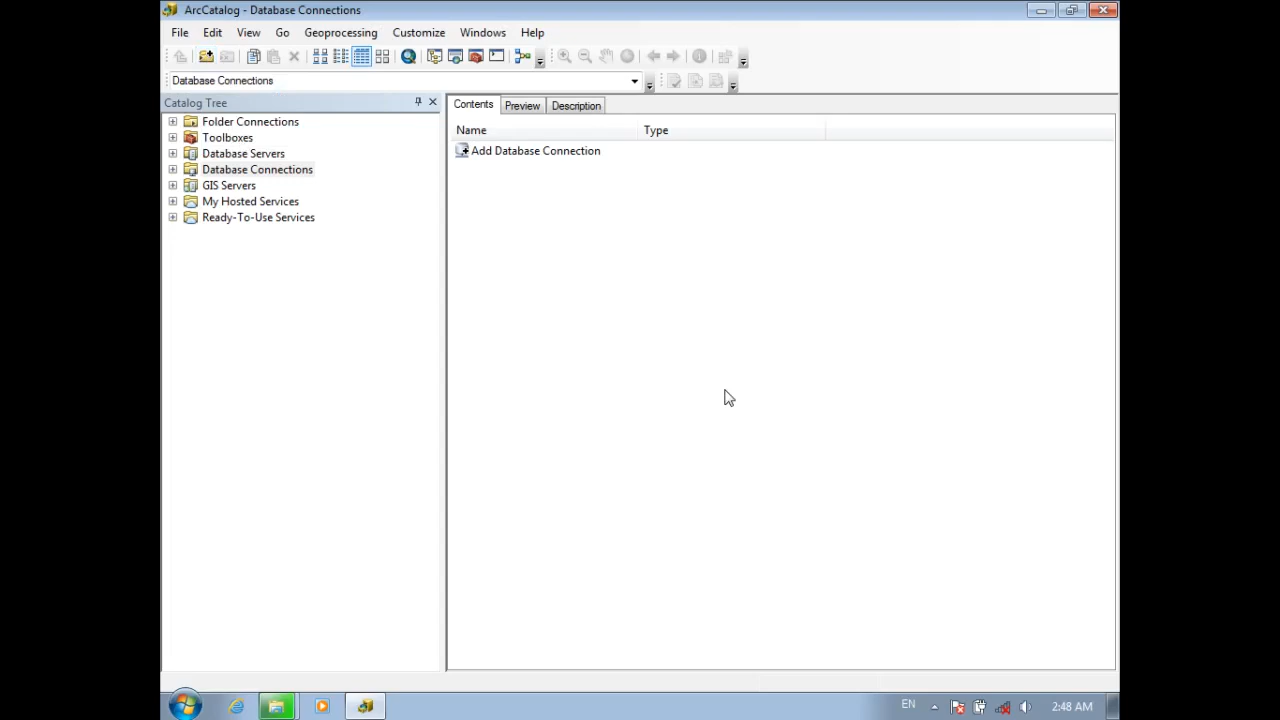 ArcCatalog - Database Connections
File Edit View Go Geoprocessing Customize Windows Help
Database Connections
Catalog Tree
Folder Connections
Toolboxes
Database Servers
Database Connections
GIS Servers
My Hosted Services
Ready-To-Use Services
Contents Preview Description
Name Type
Add Database Connection
EN 2:48 AM